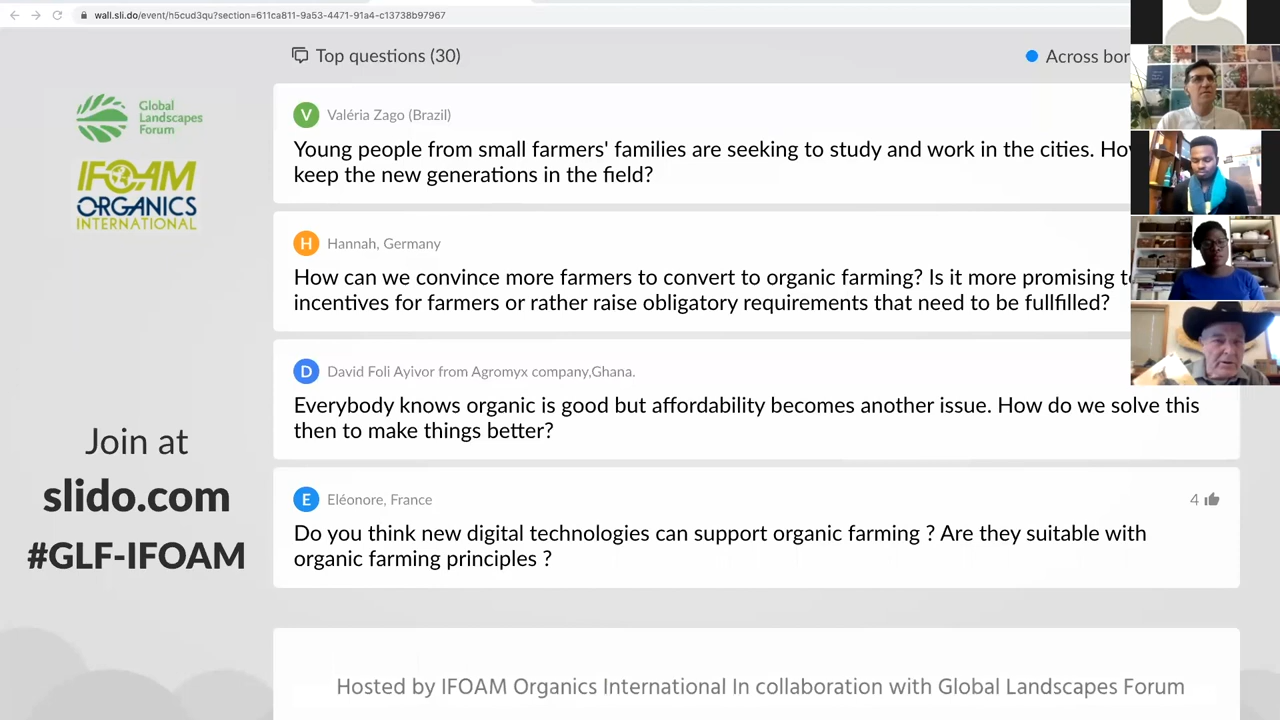 wall.sli.do/event/h5cud3qu?section=611ca811-9a53-4471-91a4-c13738b97967
Top questions (30)
Across bor
Global
Landscapes
Forum
IFOAM
ORGANICS
INTERNATIONAL
Join at
slido.com
#GLF-IFOAM
V
Valéria Zago (Brazil)
Young people from small farmers' families are seeking to study and work in the cities. How
keep the new generations in the field?
H
Hannah, Germany
How can we convince more farmers to convert to organic farming? Is it more promising to
incentives for farmers or rather raise obligatory requirements that need to be fullfilled?
D
David Foli Ayivor from Agromyx company,Ghana.
Everybody knows organic is good but affordability becomes another issue. How do we solve this
then to make things better?
E
Eléonore, France
4
Do you think new digital technologies can support organic farming ? Are they suitable with
organic farming principles ?
Hosted by IFOAM Organics International In collaboration with Global Landscapes Forum